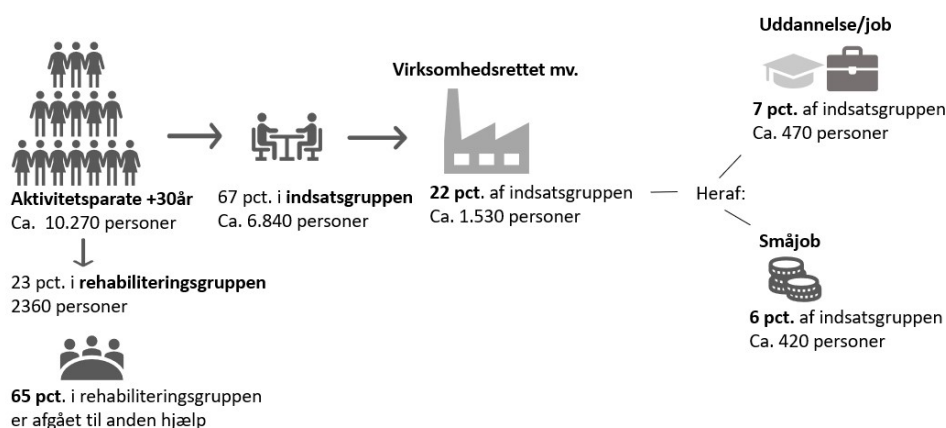 Aktivitetsparate +30år
Ca. 10.270 personer
23 pct. i rehabiliteringsgruppen
2360 personer
65 pct. i rehabiliteringsgruppen
er afgået til anden hjælp
67 pct. i indsatsgruppen
Ca. 6.840 personer
Virksomhedsrettet mv.
22 pct. af indsatsgruppen
Ca. 1.530 personer
Heraf:
Uddannelse/job
7 pct. af indsatsgruppen
Ca. 470 personer
Småjob
6 pct. af indsatsgruppen
Ca. 420 personer